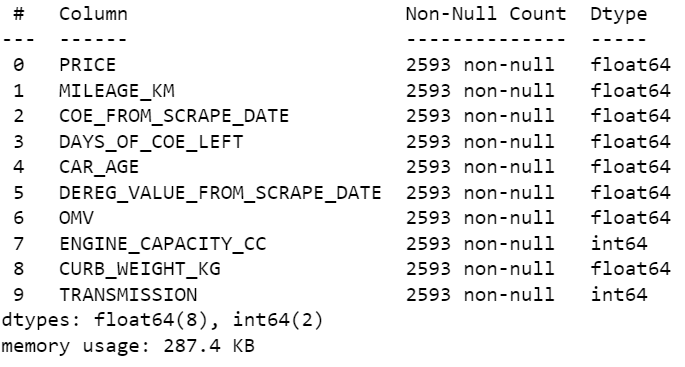 #   Column                         Non-Null Count  Dtype
---  ------                         --------------  -----
 0   PRICE                          2593 non-null   float64
 1   MILEAGE_KM                     2593 non-null   float64
 2   COE_FROM_SCRAPE_DATE           2593 non-null   float64
 3   DAYS_OF_COE_LEFT               2593 non-null   float64
 4   CAR_AGE                        2593 non-null   float64
 5   DEREG_VALUE_FROM_SCRAPE_DATE   2593 non-null   float64
 6   OMV                            2593 non-null   float64
 7   ENGINE_CAPACITY_CC             2593 non-null   int64
 8   CURB_WEIGHT_KG                 2593 non-null   float64
 9   TRANSMISSION                   2593 non-null   int64
dtypes: float64(8), int64(2)
memory usage: 287.4 KB